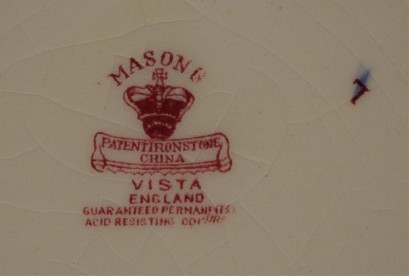 MASON'S
PATENT IRONSTONE
CHINA
VISTA
ENGLAND
GUARANTEED PERMANENT &
ACID RESISTING COLOURS